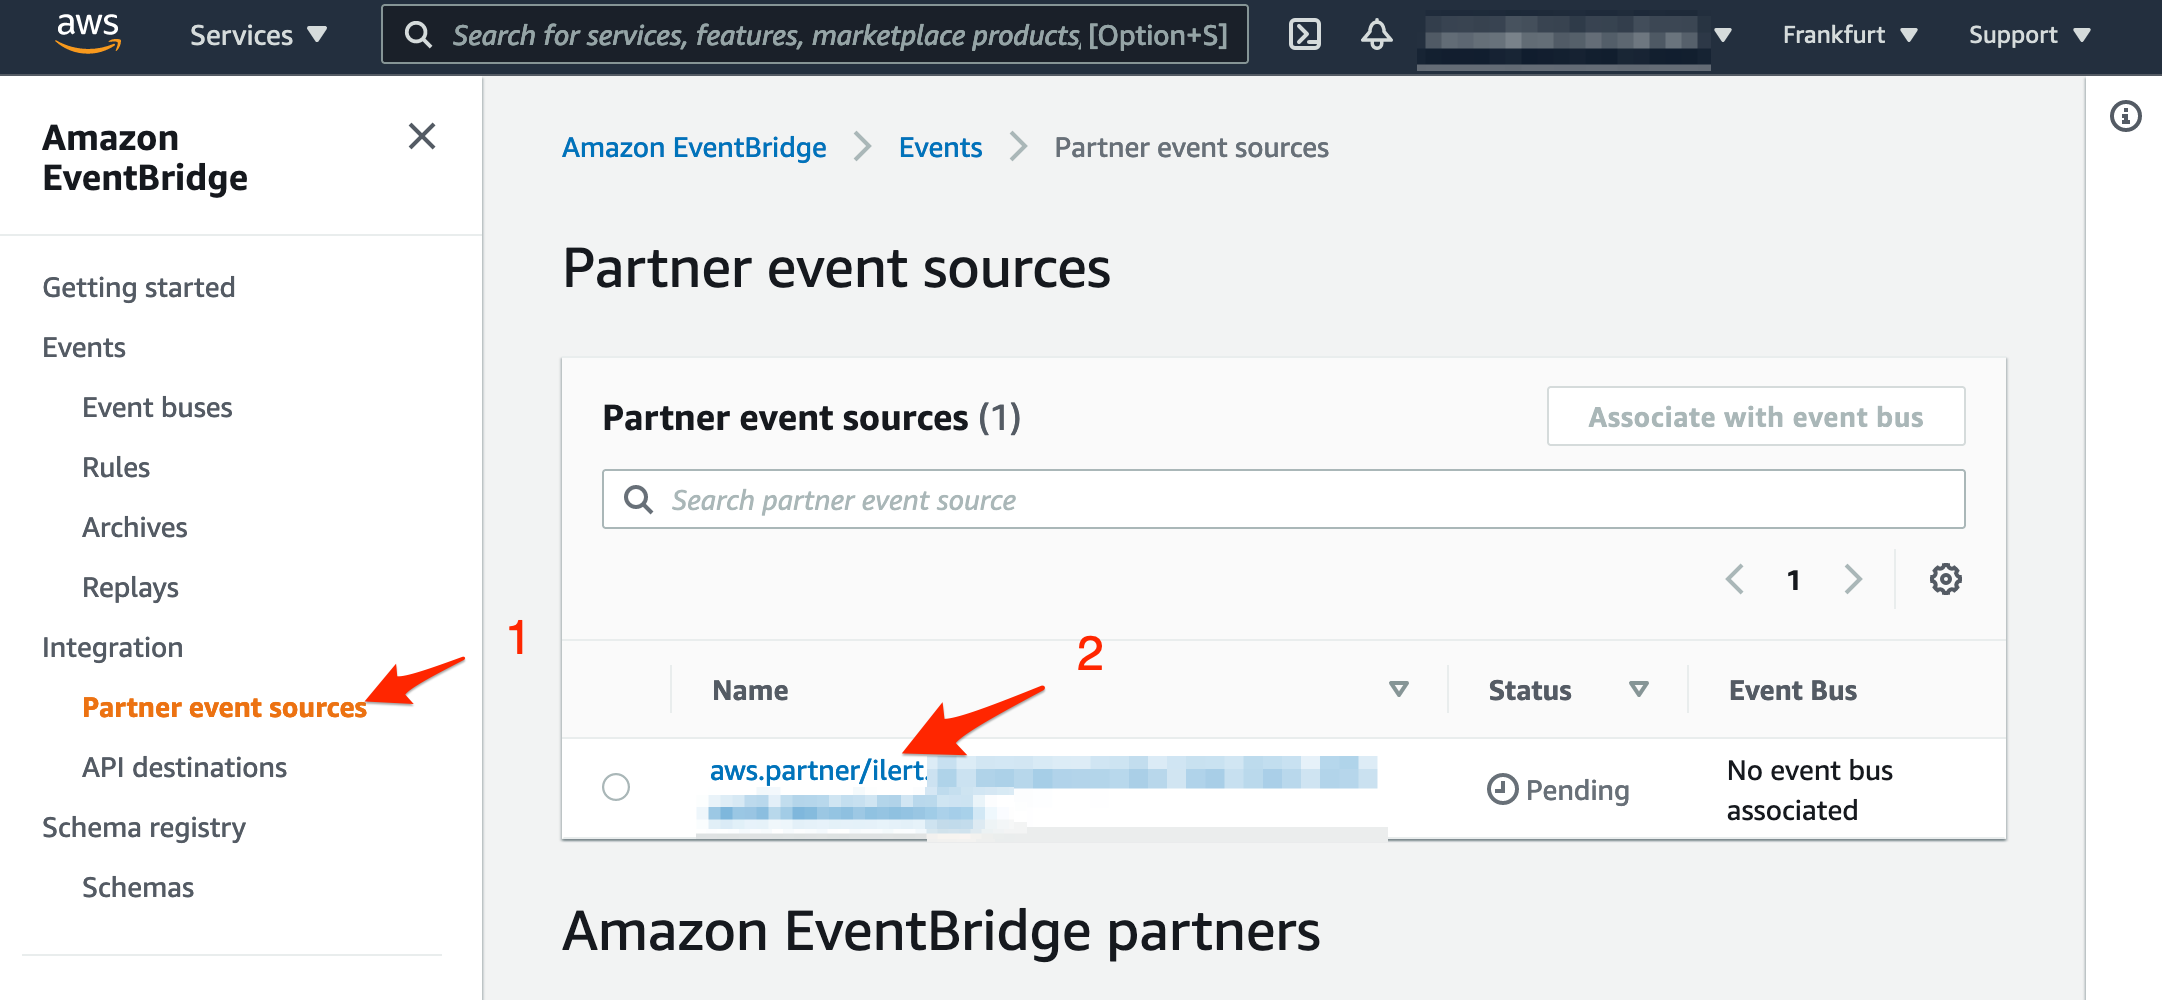 aws
Services
Search for services, features, marketplace products, [Option+S]
Frankfurt
Support
Amazon
EventBridge
Getting started
Events
Event buses
Rules
Archives
Replays
Integration
Partner event sources
API destinations
Schema registry
Schemas
1
Amazon EventBridge
Events
Partner event sources
Partner event sources
Partner event sources (1)
Associate with event bus
Search partner event source
1
2
Name
Status
Event Bus
aws.partner/ilert.
Pending
No event bus
associated
Amazon EventBridge partners